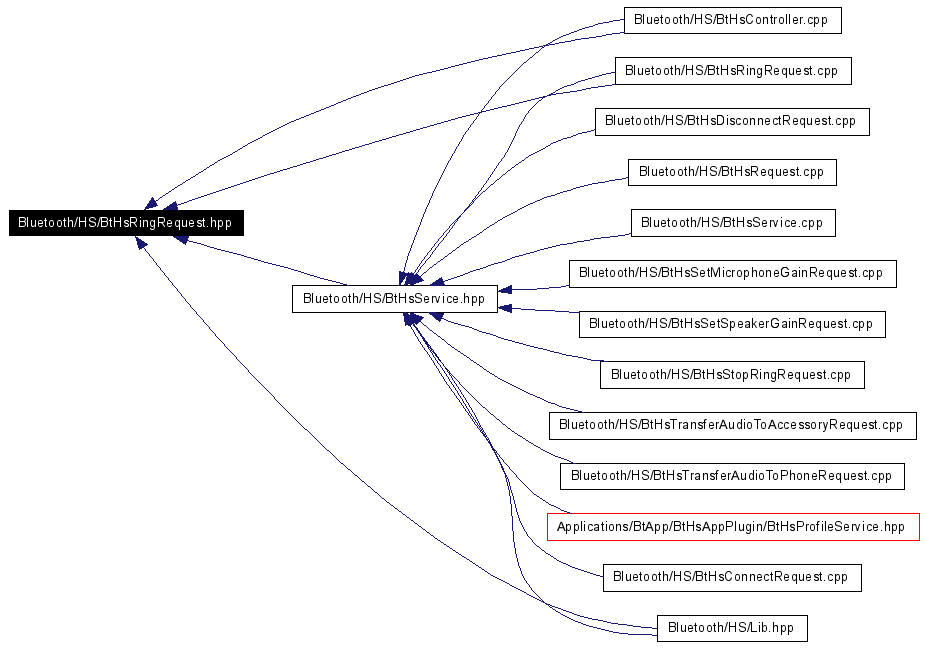 Bluetooth/HS/BtHsController.cpp
Bluetooth/HS/BtHsRingRequest.cpp
Bluetooth/HS/BtHsDisconnectRequest.cpp
Bluetooth/HS/BtHsRequest.cpp
Bluetooth/HS/BtHsRingRequest.hpp
Bluetooth/HS/BtHsService.cpp
Bluetooth/HS/BtHsSetMicrophoneGainRequest.cpp
Bluetooth/HS/BtHsService.hpp
Bluetooth/HS/BtHsSetSpeakerGainRequest.cpp
Bluetooth/HS/BtHsStopRingRequest.cpp
Bluetooth/HS/BtHsTransferAudioToAccessoryRequest.cpp
Bluetooth/HS/BtHsTransferAudioToPhoneRequest.cpp
Applications/BtApp/BtHsAppPlugin/BtHsProfileService.hpp
Bluetooth/HS/BtHsConnectRequest.cpp
Bluetooth/HS/Lib.hpp